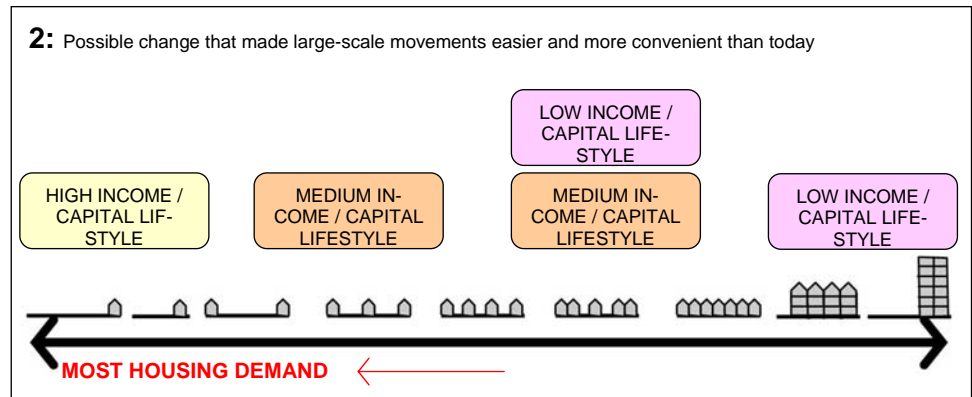 2: Possible change that made large-scale movements easier and more convenient than today
LOW INCOME /
CAPITAL LIFE-
STYLE
HIGH INCOME /
CAPITAL LIF-
STYLE
MEDIUM IN-
COME / CAPITAL
LIFESTYLE
MEDIUM IN-
COME / CAPITAL
LIFESTYLE
LOW INCOME /
CAPITAL LIFE-
STYLE
MOST HOUSING DEMAND